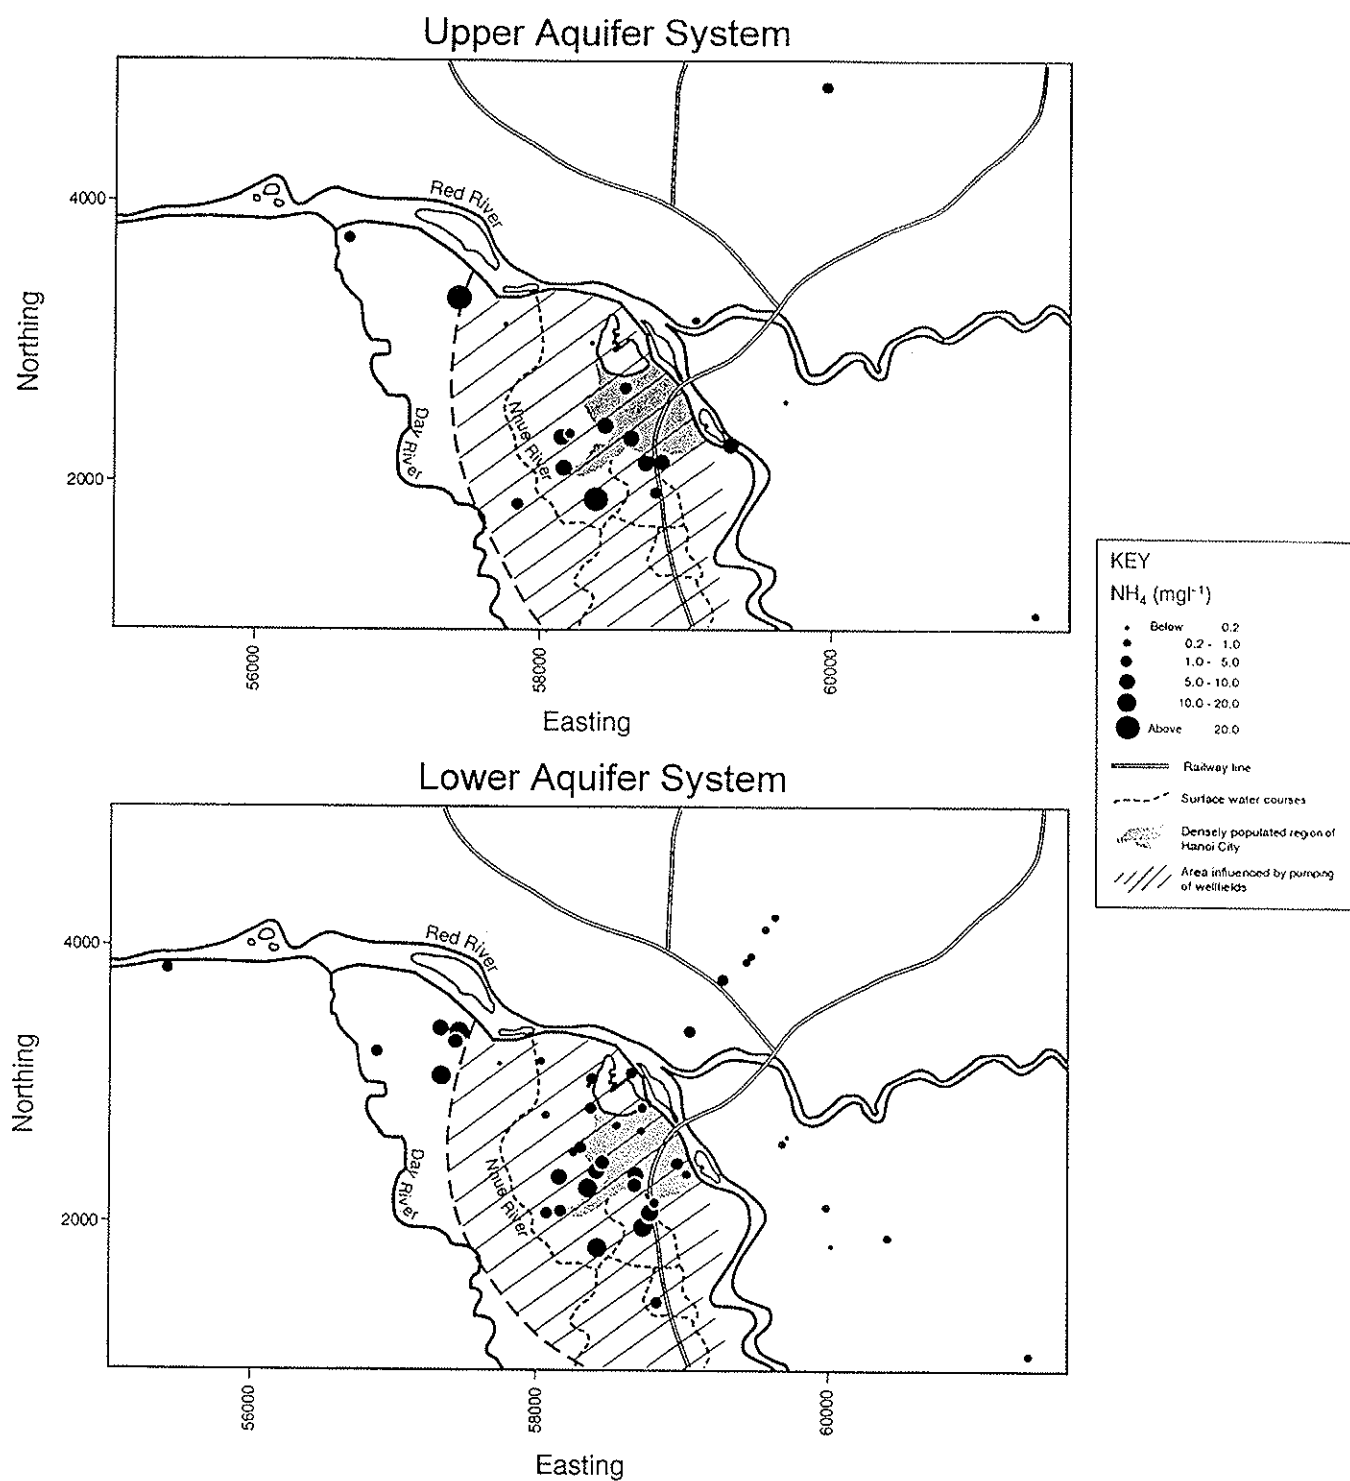 Upper Aquifer System
Red River
4000
Northing
Day River
Nhue River
2000
56000
58000
60000
Easting
KEY
NH₄ (mgl⁻¹)
Below 0.2
0.2 - 1.0
1.0 - 5.0
5.0 - 10.0
10.0 - 20.0
Above 20.0
Railway line
Surface water courses
Densely populated region of
Hanoi City
Area influenced by pumping
of wellfields
Lower Aquifer System
4000
Red River
Northing
Day River
Nhue River
2000
56000
58000
60000
Easting